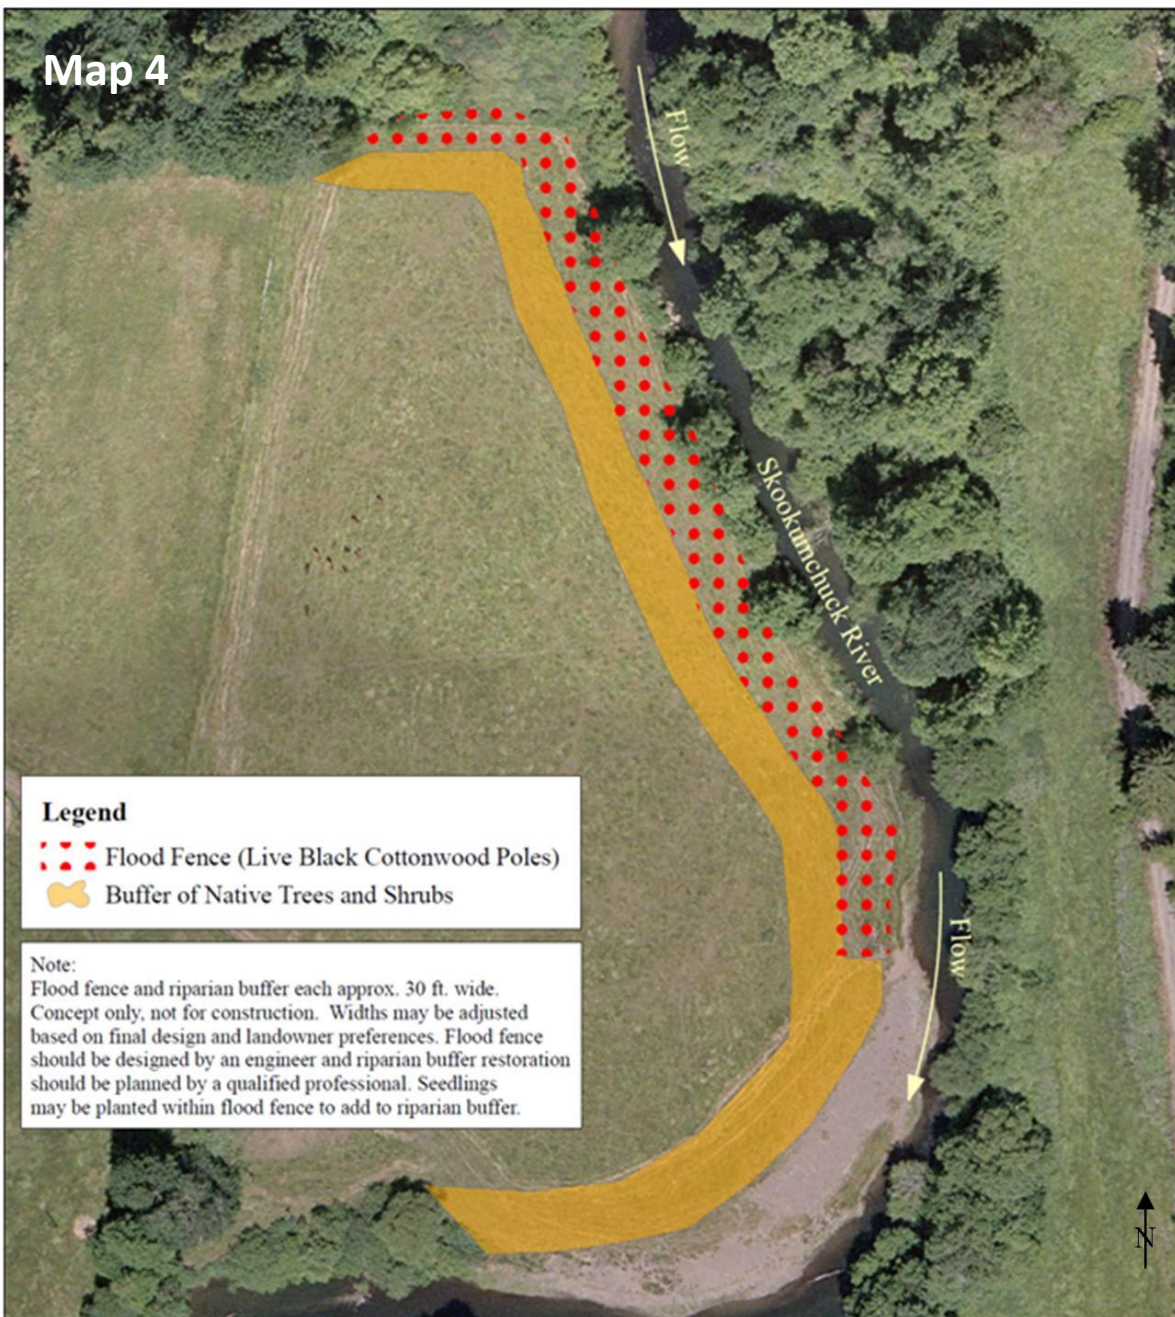 Map 4
Flow
Skookumchuck River
Legend
Flood Fence (Live Black Cottonwood Poles)
Buffer of Native Trees and Shrubs
Flow
Note:
Flood fence and riparian buffer each approx. 30 ft. wide.
Concept only, not for construction. Widths may be adjusted
based on final design and landowner preferences. Flood fence
should be designed by an engineer and riparian buffer restoration
should be planned by a qualified professional. Seedlings
may be planted within flood fence to add to riparian buffer.
N